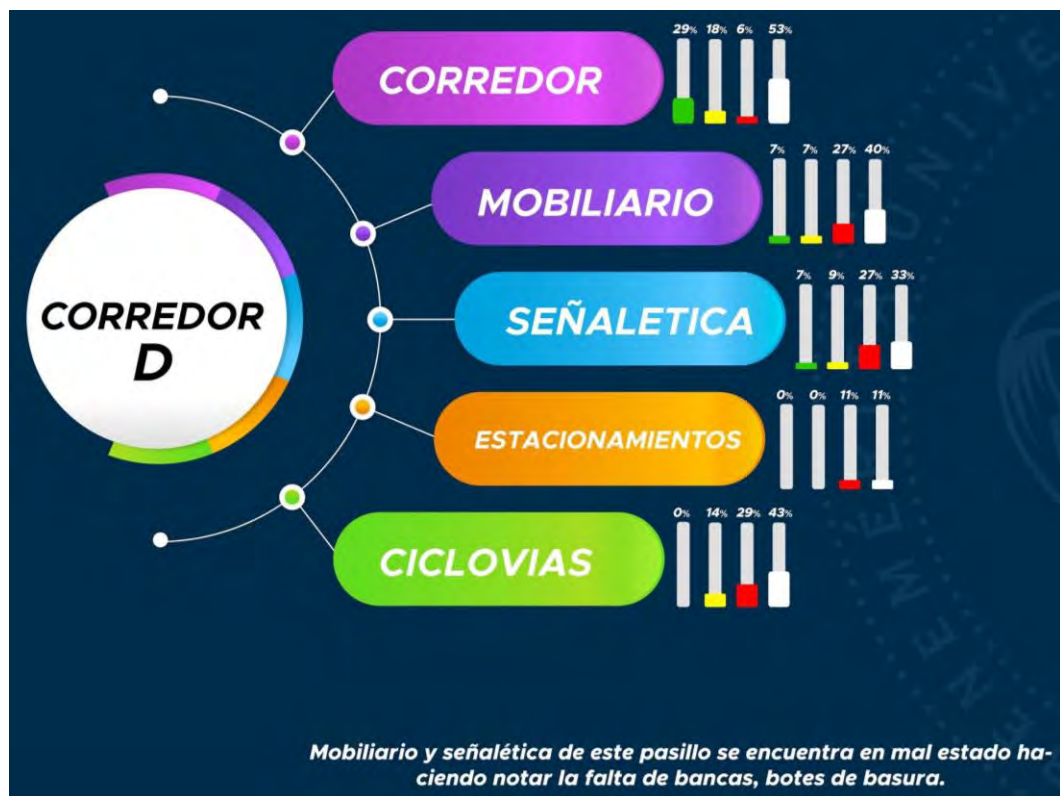 29% 18% 6% 53%
CORREDOR
7% 7% 27% 40%
MOBILIARIO
7% 9% 27% 33%
SEÑALETICA
CORREDOR
D
0% 0% 11% 11%
ESTACIONAMIENTOS
0% 14% 29% 43%
CICLOVIAS
Mobiliario y señalética de este pasillo se encuentra en mal estado ha-
ciendo notar la falta de bancas, botes de basura.